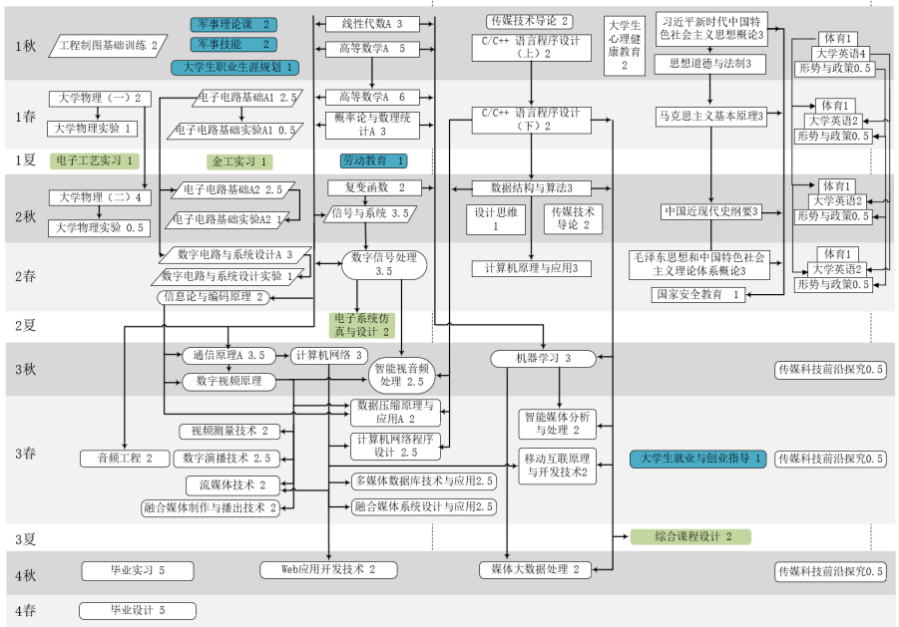 1秋
工程制图基础训练 2
军事理论课 2
军事技能 2
大学生职业生涯规划 1
线性代数A 3
高等数学A 5
传媒技术导论 2
C/C++ 语言程序设计
(上)2
大学生
心理健
康教育
2
习近平新时代中国特
色社会主义思想概论3
思想道德与法制3
体育1
大学英语4
形势与政策0.5
1春
大学物理（一）2
大学物理实验 1
电子电路基础A1 2.5
电子电路基础实验A1 0.5
高等数学A 6
概率论与数理统
计A 3
C/C++ 语言程序设计
(下)2
马克思主义基本原理3
体育1
大学英语2
形势与政策0.5
1夏
电子工艺实习 1
金工实习 1
劳动教育 1
2秋
大学物理（二）4
大学物理实验 0.5
电子电路基础A2 2.5
电子电路基础实验A2 1
复变函数 2
信号与系统 3.5
数据结构与算法3
设计思维
1
传媒技术
导论 2
中国近现代史纲要3
体育1
大学英语2
形势与政策0.5
2春
数字电路与系统设计A 3
数字电路与系统设计实验 1
信息论与编码原理 2
数字信号处理
3.5
计算机原理与应用3
毛泽东思想和中国特色社会
主义理论体系概论3
国家安全教育 1
体育1
大学英语2
形势与政策0.5
2夏
电子系统仿
真与设计 2
3秋
通信原理A 3.5
计算机网络 3
数字视频原理
智能视音频
处理 2.5
机器学习 3
传媒科技前沿探究0.5
3春
数据压缩原理与
应用A 2
视频测量技术 2
计算机网络程序
设计 2.5
音频工程 2
数字演播技术 2.5
流媒体技术 2
多媒体数据库技术与应用2.5
融合媒体制作与播出技术 2
融合媒体系统设计与应用2.5
智能媒体分析
与处理 2
移动互联原理
与开发技术2
大学生就业与创业指导 1
传媒科技前沿探究0.5
3夏
综合课程设计 2
4秋
毕业实习 5
Web应用开发技术 2
媒体大数据处理 2
传媒科技前沿探究0.5
4春
毕业设计 5